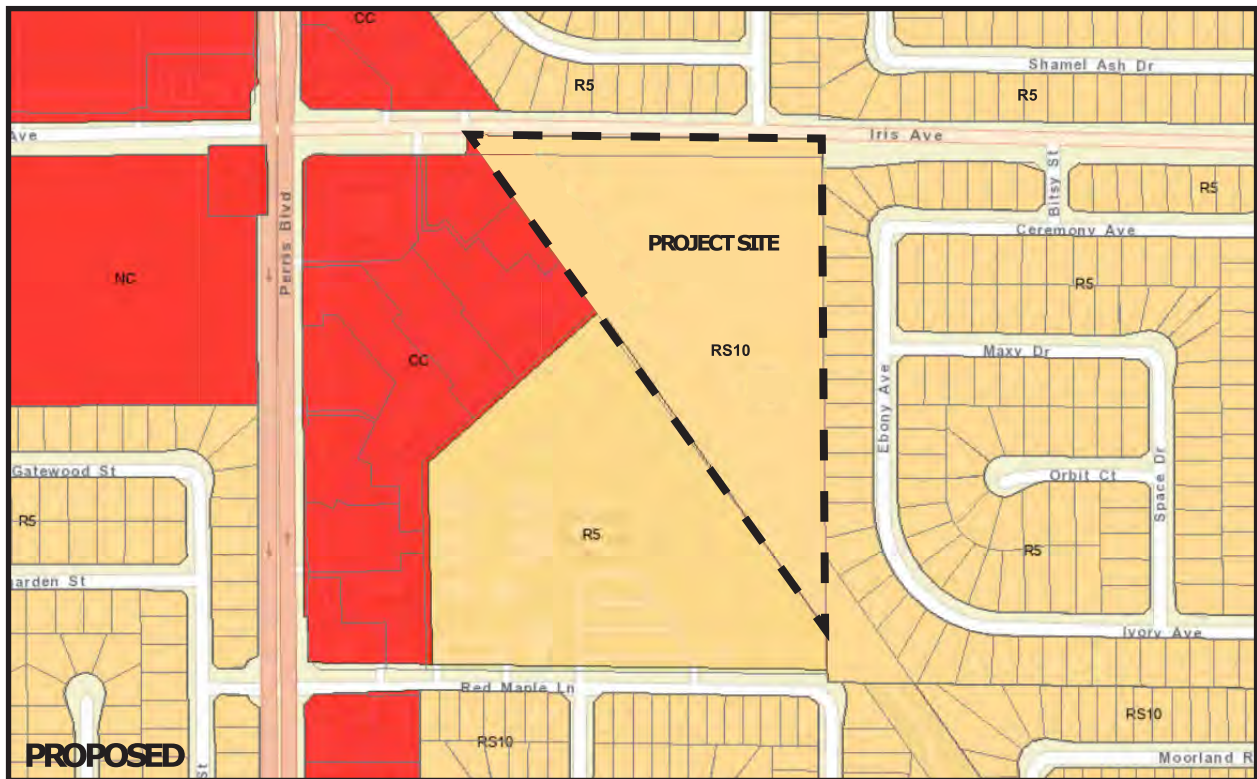 CC
Shamel Ash Dr
R5
R5
Ave
Iris Ave
Bitsy St
R5
Perris Blvd
Ceremony Ave
PROJECT SITE
NC
R5
RS10
Maxy Dr
CC
Ebony Ave
Gatewood St
Orbit Ct
Space Dr
R5
R5
R5
arden St
Ivory Ave
Red Maple Ln
RS10
RS10
PROPOSED
St
Moorland R